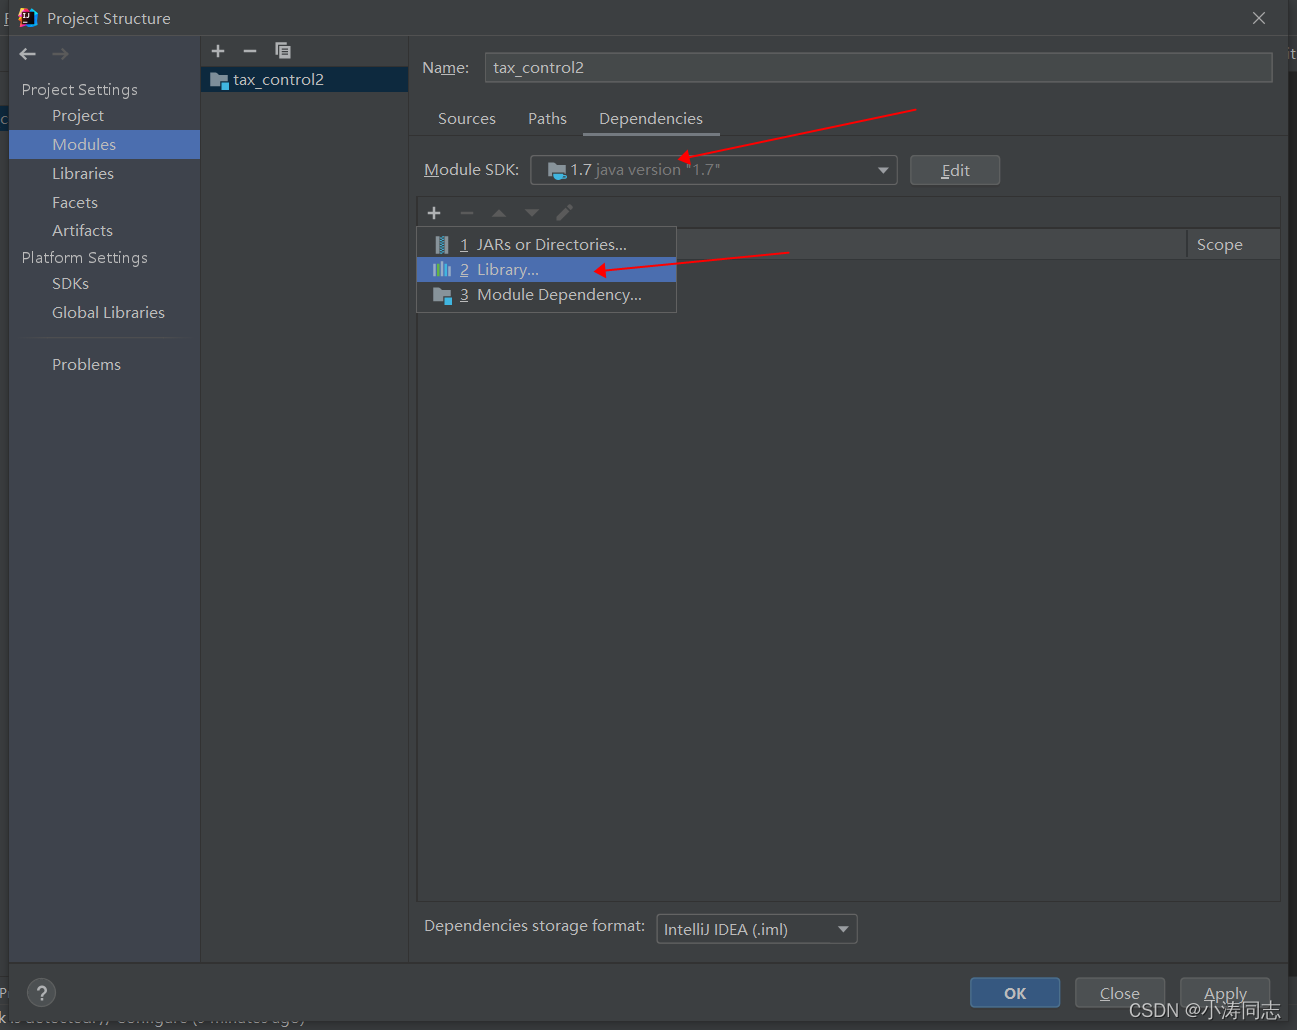 Project Structure
Project Settings
Project
Modules
Libraries
Facets
Artifacts
Platform Settings
SDKs
Global Libraries
Problems
tax_control2
Name: tax_control2
Sources Paths Dependencies
Module SDK: 1.7 java version "1.7" Edit
Scope
1 JARs or Directories...
2 Library...
3 Module Dependency...
Dependencies storage format: IntelliJ IDEA (.iml)
? OK Close Apply
CSDN @小涛同志